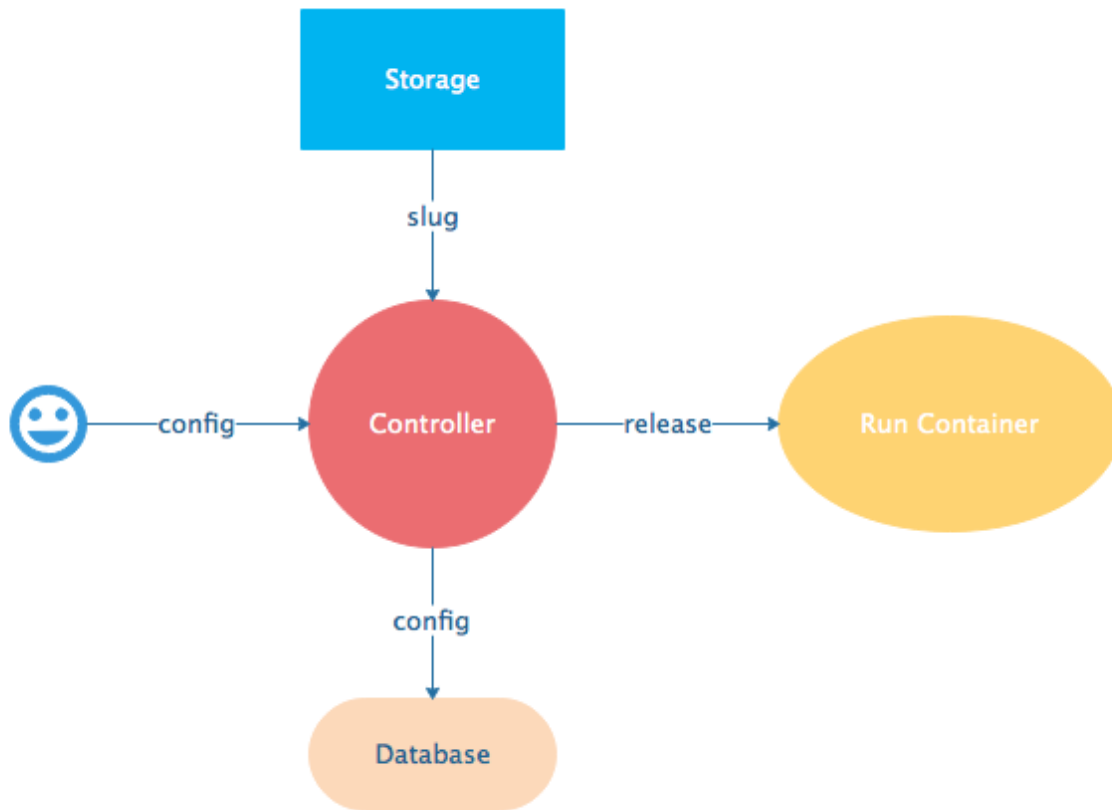 Storage
slug
config
Controller
release
Run Container
config
Database